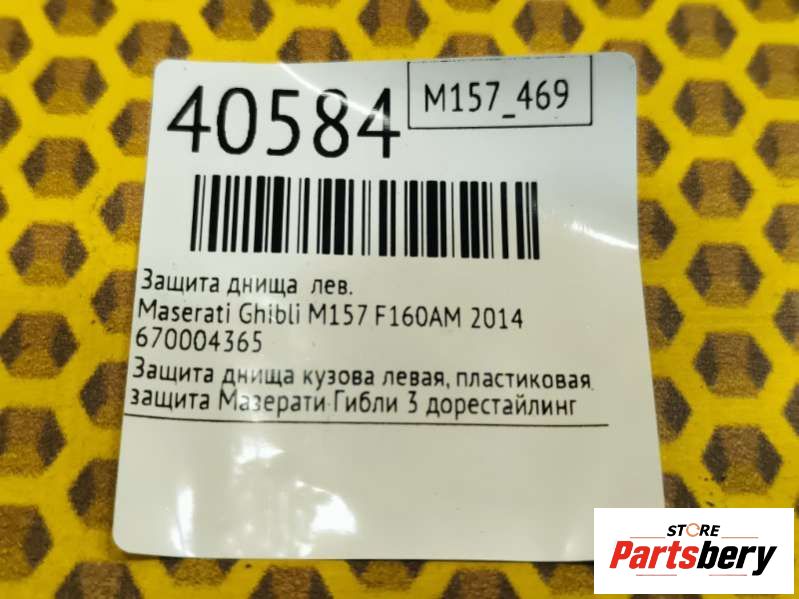 40584
M157_469
Защита днища лев.
Maserati Ghibli M157 F160AM 2014
670004365
Защита днища кузова левая, пластиковая
защита Мазерати Гибли 3 дорестайлинг
STORE
Partsbery